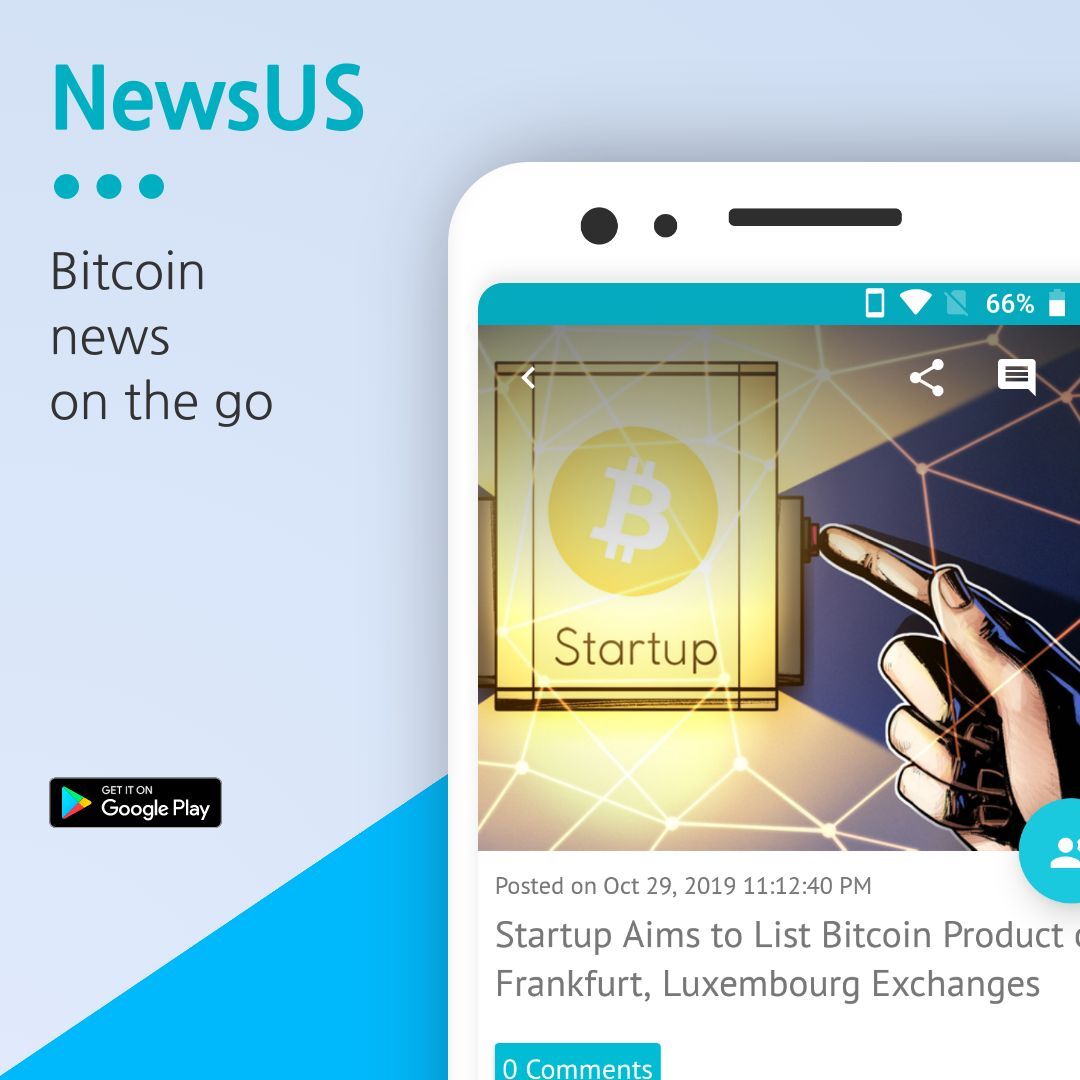 NewsUS
Bitcoin
news
on the go
GET IT ON
Google Play
66%
Startup
Posted on Oct 29, 2019 11:12:40 PM
Startup Aims to List Bitcoin Product
Frankfurt, Luxembourg Exchanges
0 Comments